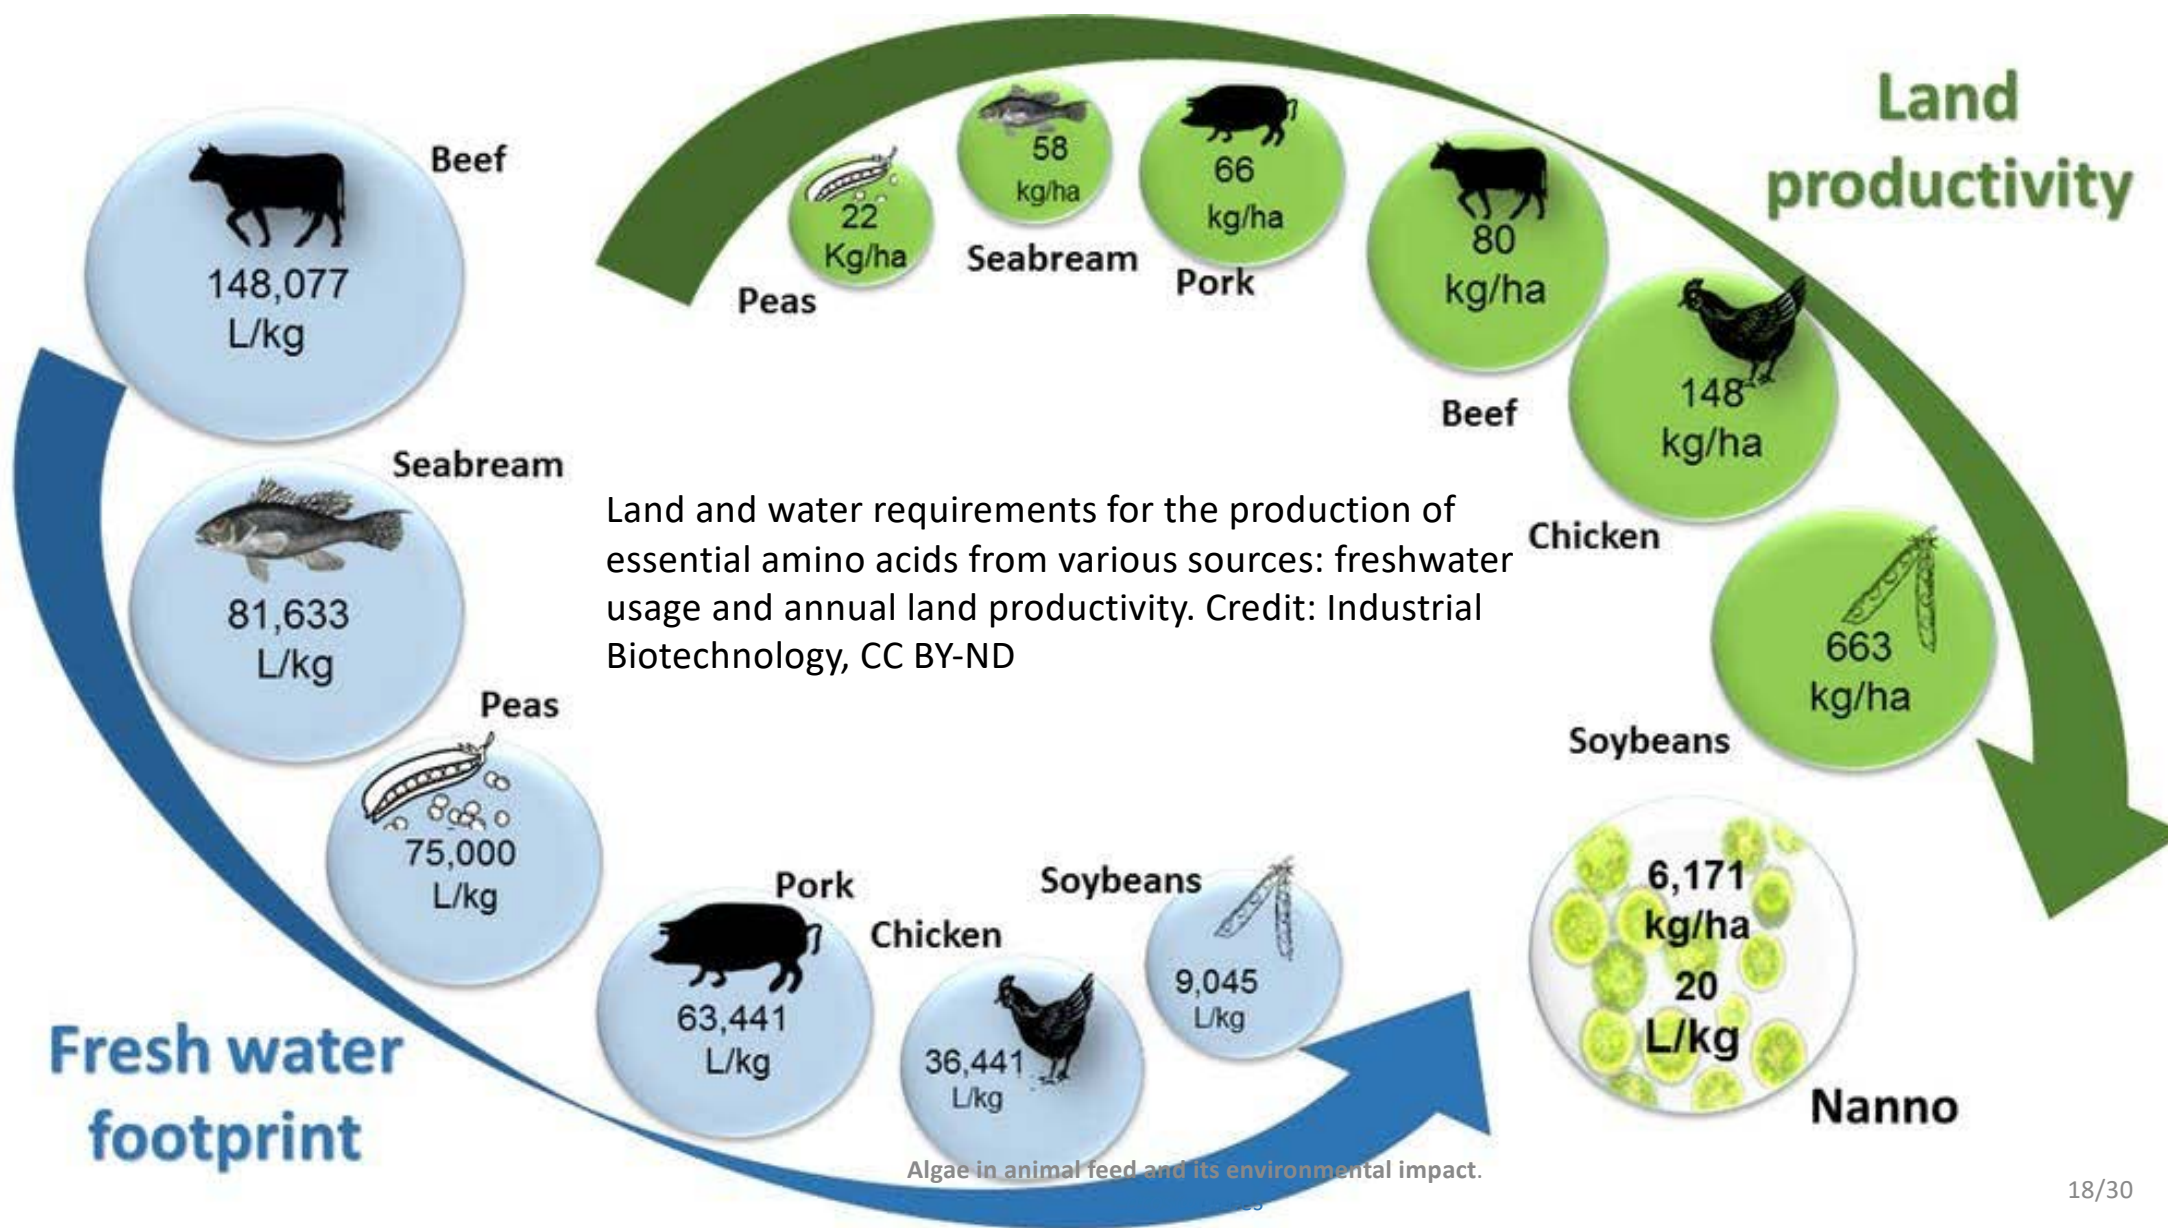 Land
productivity
Beef
148,077
L/kg
Seabream
81,633
L/kg
Peas
75,000
L/kg
Pork
63,441
L/kg
Chicken
36,441
L/kg
Soybeans
9,045
L/kg
Fresh water
footprint
22
Kg/ha
Peas
58
kg/ha
Seabream
66
kg/ha
Pork
80
kg/ha
Beef
148
kg/ha
Chicken
663
kg/ha
Soybeans
6,171
kg/ha
20
L/kg
Nanno
Land and water requirements for the production of
essential amino acids from various sources: freshwater
usage and annual land productivity. Credit: Industrial
Biotechnology, CC BY-ND
Algae in animal feed and its environmental impact.
18/30